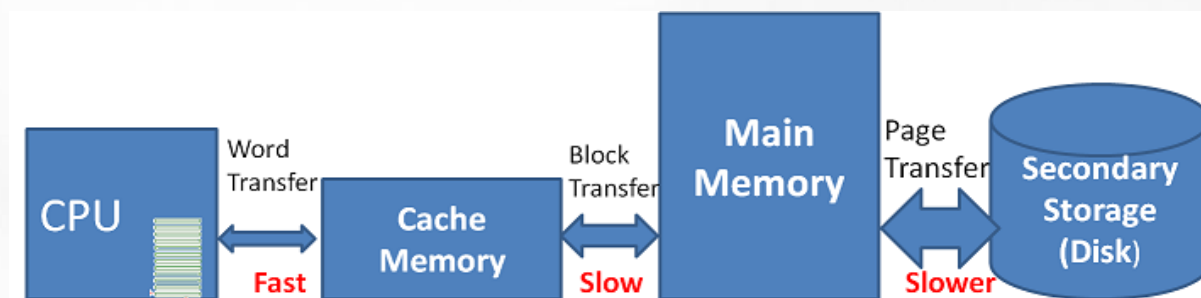 CPU
Word
Transfer
Fast
Cache
Memory
Block
Transfer
Slow
Main
Memory
Page
Transfer
Slower
Secondary
Storage
(Disk)